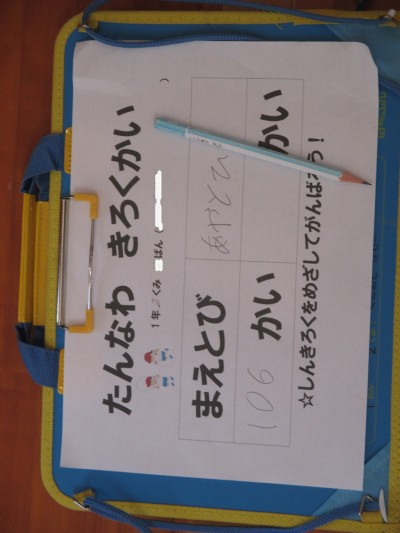 たんなわ きろくかい
1年 くみ ばん( )
まえとび あやとび
106 かい かい
☆しんきろくをめざしてがんばろう!